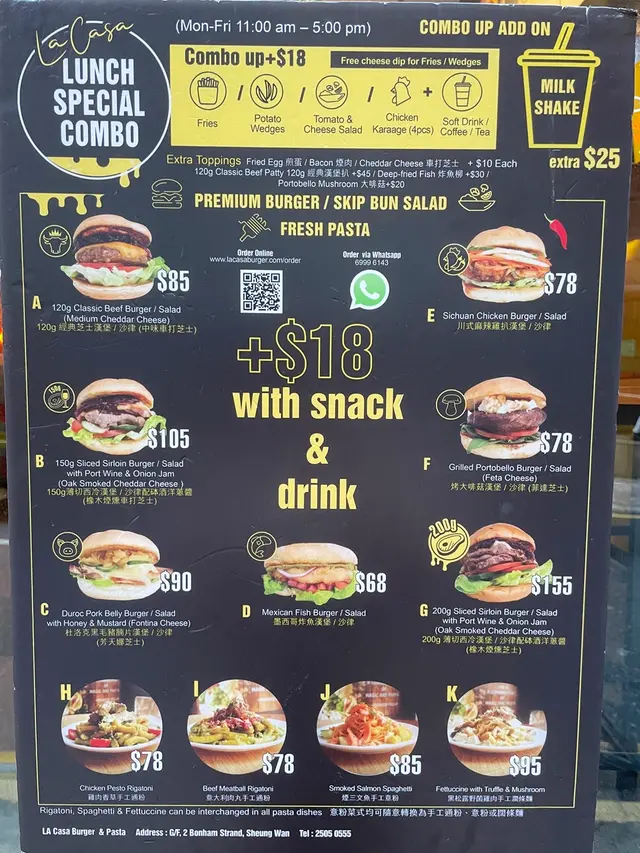 La Casa
LUNCH
SPECIAL
COMBO
(Mon-Fri 11:00 am – 5:00 pm)
COMBO UP ADD ON
Combo up+$18
Free cheese dip for Fries / Wedges
Fries
/
Potato
Wedges
/
Tomato &
Cheese Salad
/
Chicken
Karaage (4pcs)
+
Soft Drink /
Coffee / Tea
MILK
SHAKE
extra $25
Extra Toppings Fried Egg 煎蛋 / Bacon 煙肉 / Cheddar Cheese 車打芝士 + $10 Each
120g Classic Beef Patty 120g 經典漢堡扒 +$45 / Deep-fried Fish 炸魚柳 +$30 /
Portobello Mushroom 大啡菇+$20
PREMIUM BURGER / SKIP BUN SALAD
FRESH PASTA
Order Online
www.lacasaburger.com/order
Order via Whatsapp
6999 6143
$85
A
120g Classic Beef Burger / Salad
(Medium Cheddar Cheese)
120g 經典芝士漢堡 / 沙律 (中味車打芝士)
$78
E
Sichuan Chicken Burger / Salad
川式麻辣雞扒漢堡 / 沙律
+$18
with snack
&
drink
150g
$105
B
150g Sliced Sirloin Burger / Salad
with Port Wine & Onion Jam
(Oak Smoked Cheddar Cheese )
150g薄切西冷漢堡 / 沙律配砵酒洋蔥醬
(橡木煙燻車打芝士)
$78
F
Grilled Portobello Burger / Salad
(Feta Cheese)
烤大啡菇漢堡 / 沙律 (菲達芝士)
$90
C
Duroc Pork Belly Burger / Salad
with Honey & Mustard (Fontina Cheese)
杜洛克黑毛豬腩片漢堡 / 沙律
(芳天娜芝士)
$68
D
Mexican Fish Burger / Salad
墨西哥炸魚漢堡 / 沙律
200g
$155
G
200g Sliced Sirloin Burger / Salad
with Port Wine & Onion Jam
(Oak Smoked Cheddar Cheese)
200g 薄切西冷漢堡 / 沙律配砵酒洋蔥醬
(橡木煙燻芝士)
H
$78
Chicken Pesto Rigatoni
雞肉香草手工通粉
I
$78
Beef Meatball Rigatoni
意大利肉丸手工通粉
J
$85
Smoked Salmon Spaghetti
煙三文魚手工意粉
K
$95
Fettuccine with Truffle & Mushroom
黑松露野菌雞肉手工闊條麵
Rigatoni, Spaghetti & Fettuccine can be interchanged in all pasta dishes 意粉菜式均可隨意轉換為手工通粉、意粉或闊條麵
LA Casa Burger & Pasta Address : G/F, 2 Bonham Strand, Sheung Wan Tel : 2505 0555